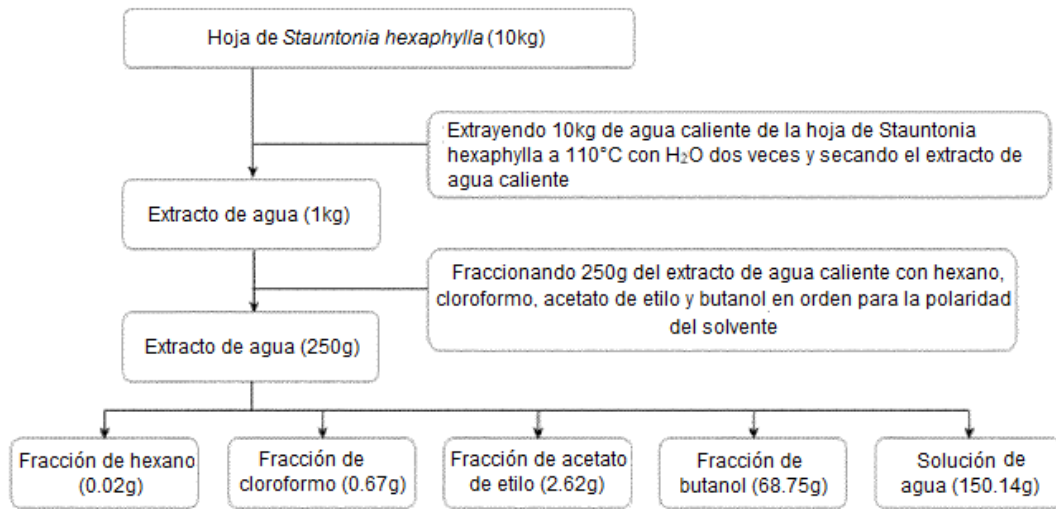 Hoja de Stauntonia hexaphylla (10kg)
Extrayendo 10kg de agua caliente de la hoja de Stauntonia
hexaphylla a 110°C con H₂O dos veces y secando el extracto de
agua caliente
Extracto de agua (1kg)
Fraccionando 250g del extracto de agua caliente con hexano,
cloroformo, acetato de etilo y butanol en orden para la polaridad
del solvente
Extracto de agua (250g)
Fracción de hexano
(0.02g)
Fracción de
cloroformo (0.67g)
Fracción de acetato
de etilo (2.62g)
Fracción de
butanol (68.75g)
Solución de
agua (150.14g)